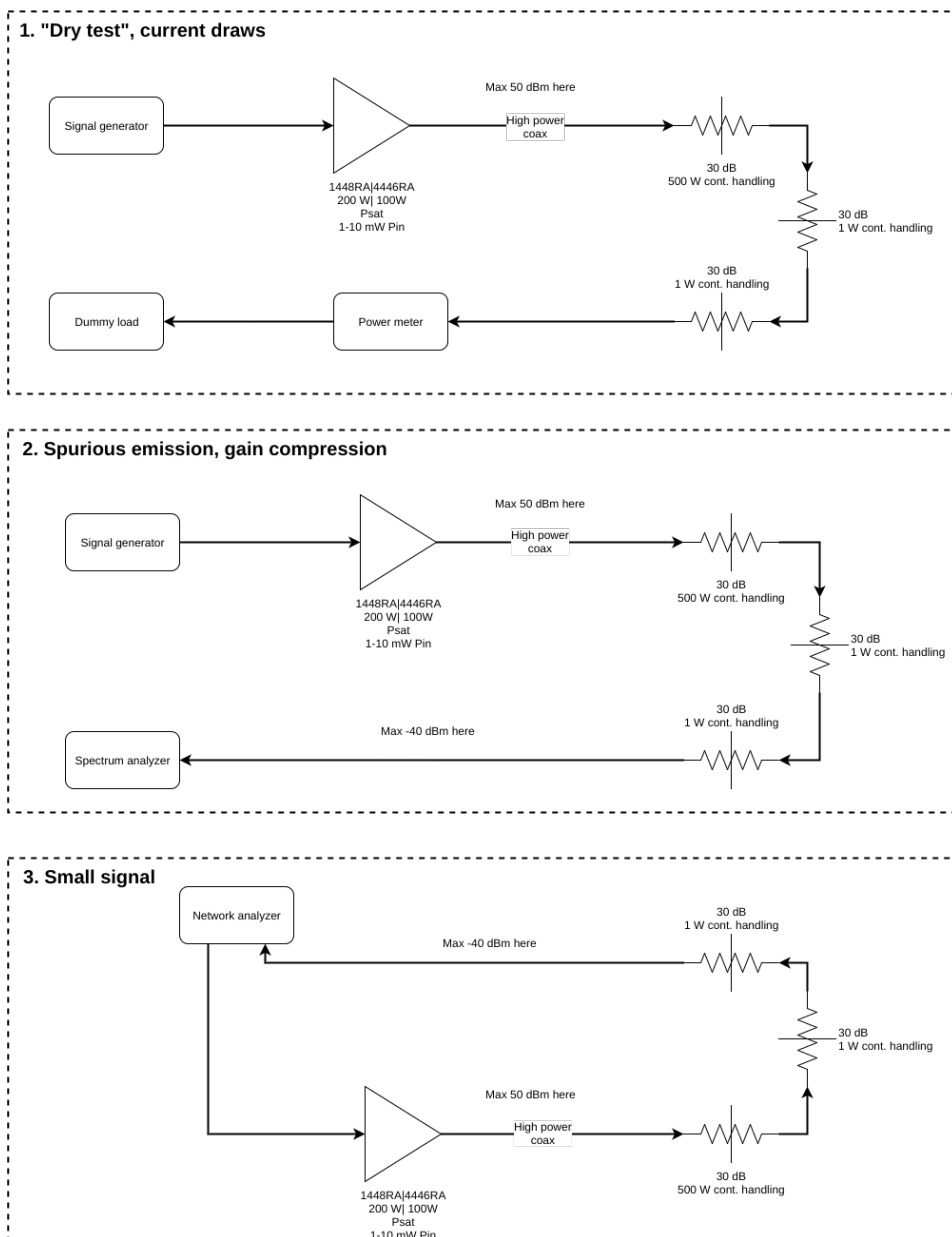 1. "Dry test", current draws
Max 50 dBm here
Signal generator
High power
coax
30 dB
500 W cont. handling
1448RA|4446RA
200 W| 100W
Psat
1-10 mW Pin
30 dB
1 W cont. handling
30 dB
1 W cont. handling
Dummy load
Power meter
2. Spurious emission, gain compression
Max 50 dBm here
Signal generator
High power
coax
30 dB
500 W cont. handling
1448RA|4446RA
200 W| 100W
Psat
1-10 mW Pin
30 dB
1 W cont. handling
30 dB
1 W cont. handling
Max -40 dBm here
Spectrum analyzer
3. Small signal
Network analyzer
30 dB
1 W cont. handling
Max -40 dBm here
30 dB
1 W cont. handling
Max 50 dBm here
High power
coax
30 dB
500 W cont. handling
1448RA|4446RA
200 W| 100W
Psat
1-10 mW Pin